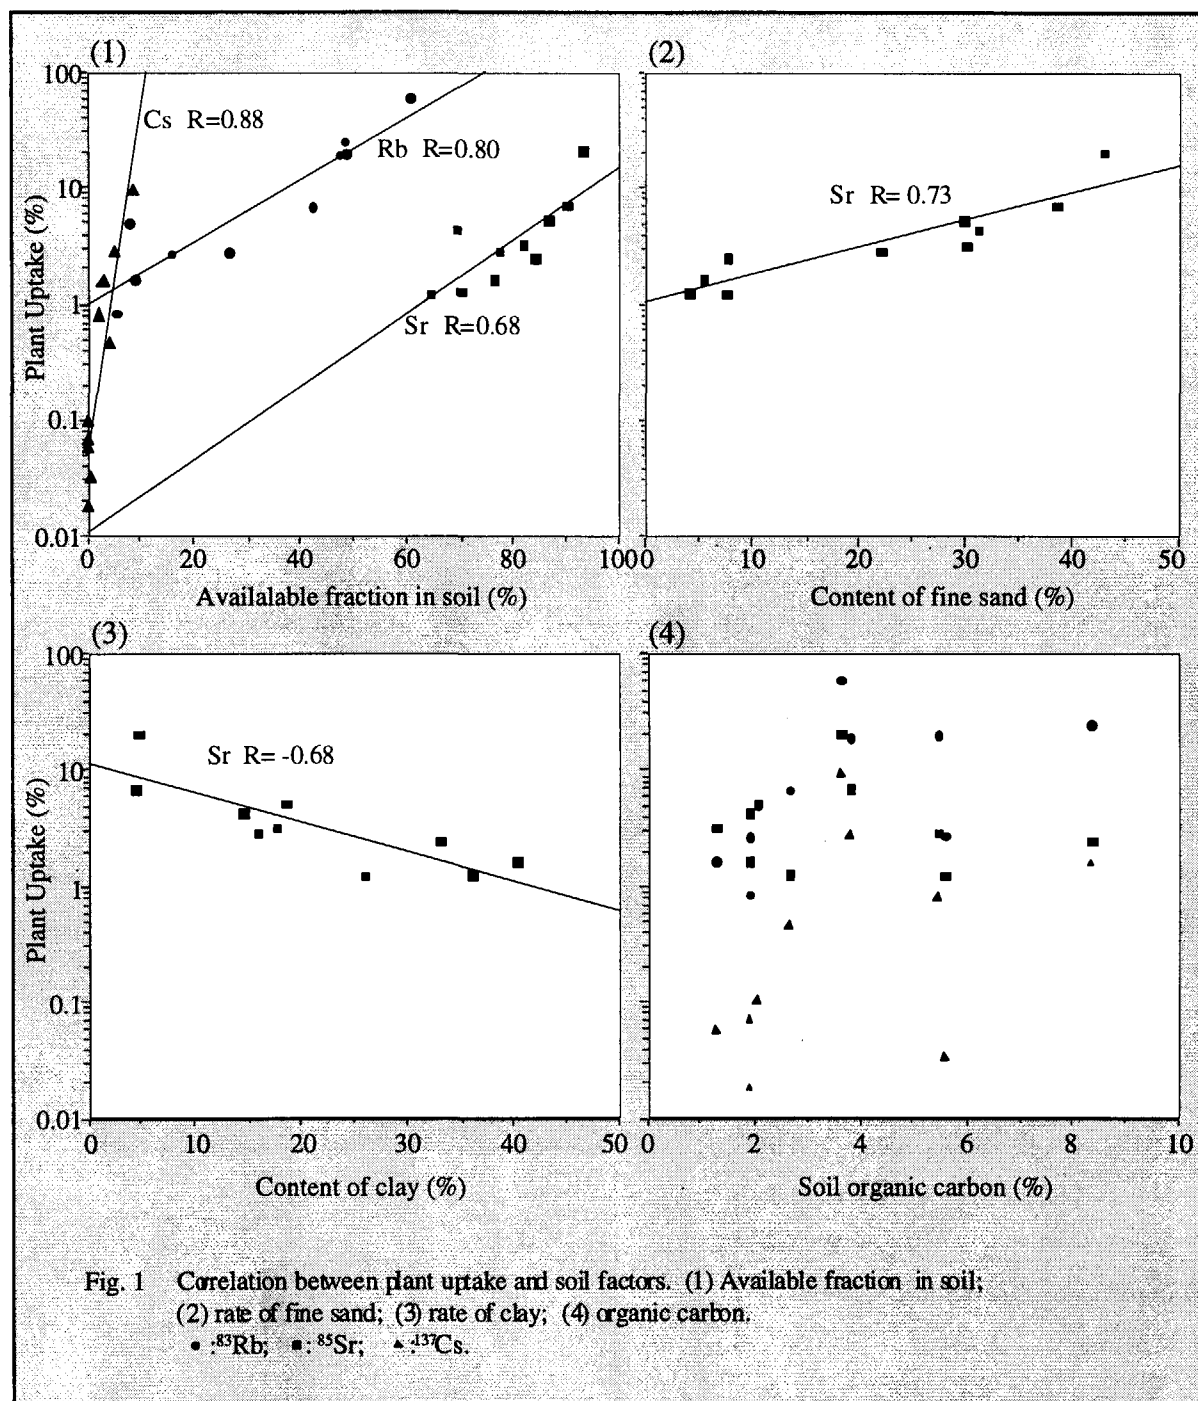 (1)
(2)
100
10
1
0.1
0.01
Plant Uptake (%)
Cs R=0.88
Rb R=0.80
Sr R=0.68
Sr R= 0.73
0 20 40 60 80 100
0 10 20 30 40 50
Availalable fraction in soil (%)
Content of fine sand (%)
(3)
(4)
100
10
1
0.1
0.01
Plant Uptake (%)
Sr R= -0.68
0 10 20 30 40 50
0 2 4 6 8 10
Content of clay (%)
Soil organic carbon (%)
Fig. 1 Correlation between plant uptake and soil factors. (1) Available fraction in soil;
(2) rate of fine sand; (3) rate of clay; (4) organic carbon.
● :⁸³Rb; ■ : ⁸⁵Sr; ▲ :¹³⁷Cs.